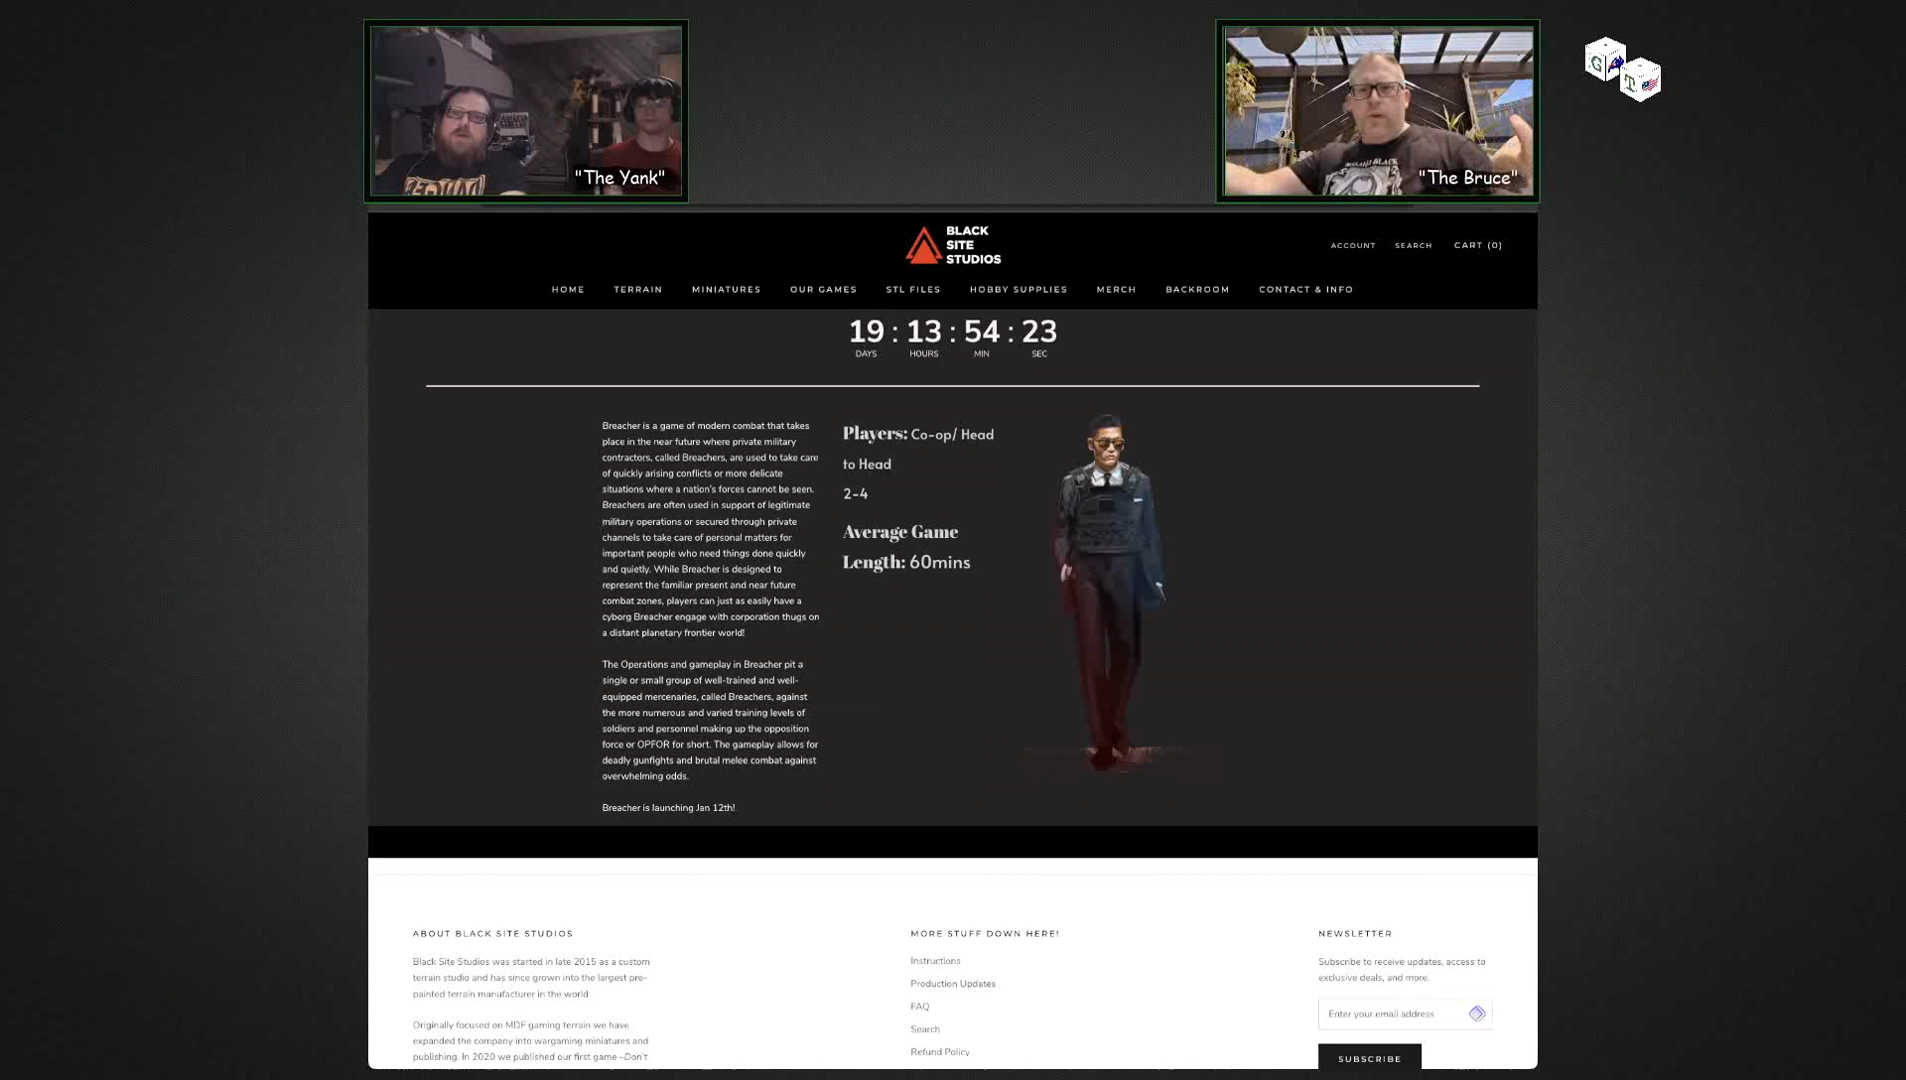 "The Yank"
"The Bruce"
G
T
BLACK
SITE
STUDIOS
ACCOUNT SEARCH CART (0)
HOME TERRAIN MINIATURES OUR GAMES STL FILES HOBBY SUPPLIES MERCH BACKROOM CONTACT & INFO
19 : 13 : 54 : 23
DAYS HOURS MIN SEC
Breacher is a game of modern combat that takes
place in the near future where private military
contractors, called Breachers, are used to take care
of quickly arising conflicts or more delicate
situations where a nation's forces cannot be seen.
Breachers are often used in support of legitimate
military operations or secured through private
channels to take care of personal matters for
important people who need things done quickly
and quietly. While Breacher is designed to
represent the familiar present and near future
combat zones, players can just as easily have a
cyborg Breacher engage with corporation thugs on
a distant planetary frontier world!
The Operations and gameplay in Breacher pit a
single or small group of well-trained and well-
equipped mercenaries, called Breachers, against
the more numerous and varied training levels of
soldiers and personnel making up the opposition
force or OPFOR for short. The gameplay allows for
deadly gunfights and brutal melee combat against
overwhelming odds.
Breacher is launching Jan 12th!
Players: Co-op/ Head
to Head
2-4
Average Game
Length: 60mins
ABOUT BLACK SITE STUDIOS
Black Site Studios was started in late 2015 as a custom
terrain studio and has since grown into the largest pre-
painted terrain manufacturer in the world
Originally focused on MDF gaming terrain we have
expanded the company into wargaming miniatures and
publishing. In 2020 we published our first game –Don't
MORE STUFF DOWN HERE!
Instructions
Production Updates
FAQ
Search
Refund Policy
NEWSLETTER
Subscribe to receive updates, access to
exclusive deals, and more.
Enter your email address
SUBSCRIBE